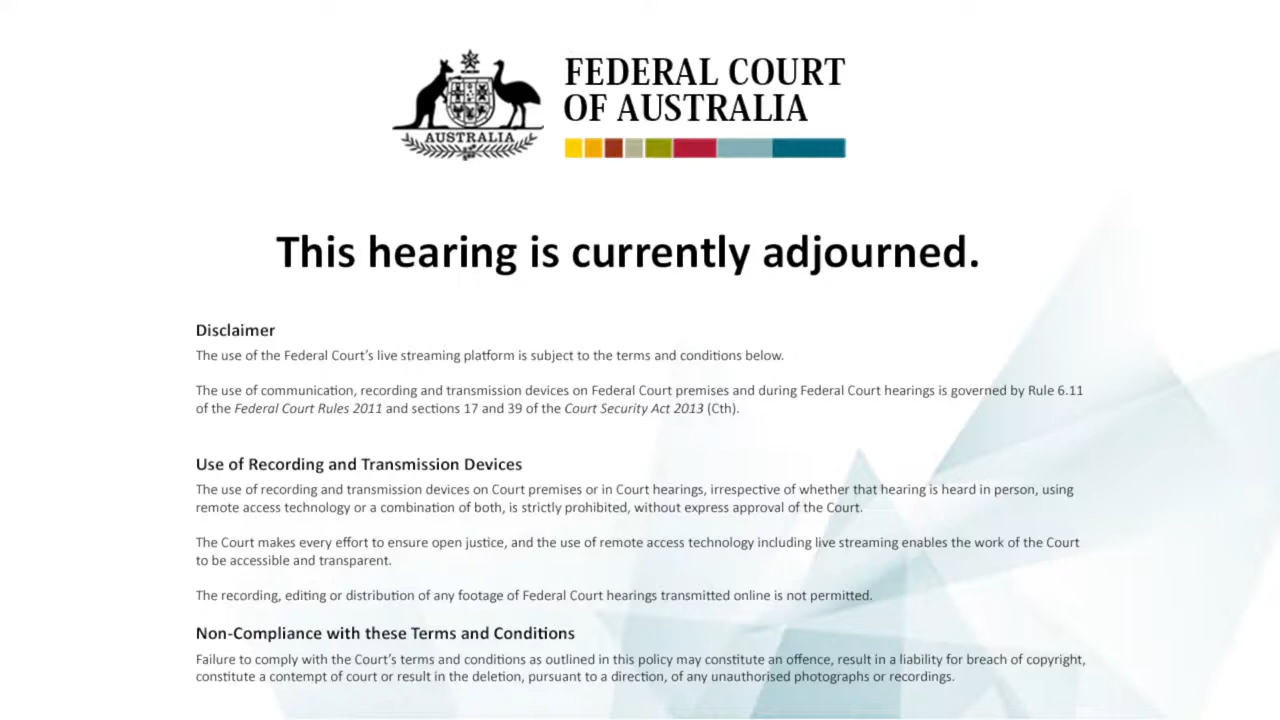 AUSTRALIA
FEDERAL COURT
OF AUSTRALIA
This hearing is currently adjourned.
Disclaimer
The use of the Federal Court's live streaming platform is subject to the terms and conditions below.
The use of communication, recording and transmission devices on Federal Court premises and during Federal Court hearings is governed by Rule 6.11
of the Federal Court Rules 2011 and sections 17 and 39 of the Court Security Act 2013 (Cth).
Use of Recording and Transmission Devices
The use of recording and transmission devices on Court premises or in Court hearings, irrespective of whether that hearing is heard in person, using
remote access technology or a combination of both, is strictly prohibited, without express approval of the Court.
The Court makes every effort to ensure open justice, and the use of remote access technology including live streaming enables the work of the Court
to be accessible and transparent.
The recording, editing or distribution of any footage of Federal Court hearings transmitted online is not permitted.
Non-Compliance with these Terms and Conditions
Failure to comply with the Court's terms and conditions as outlined in this policy may constitute an offence, result in a liability for breach of copyright,
constitute a contempt of court or result in the deletion, pursuant to a direction, of any unauthorised photographs or recordings.